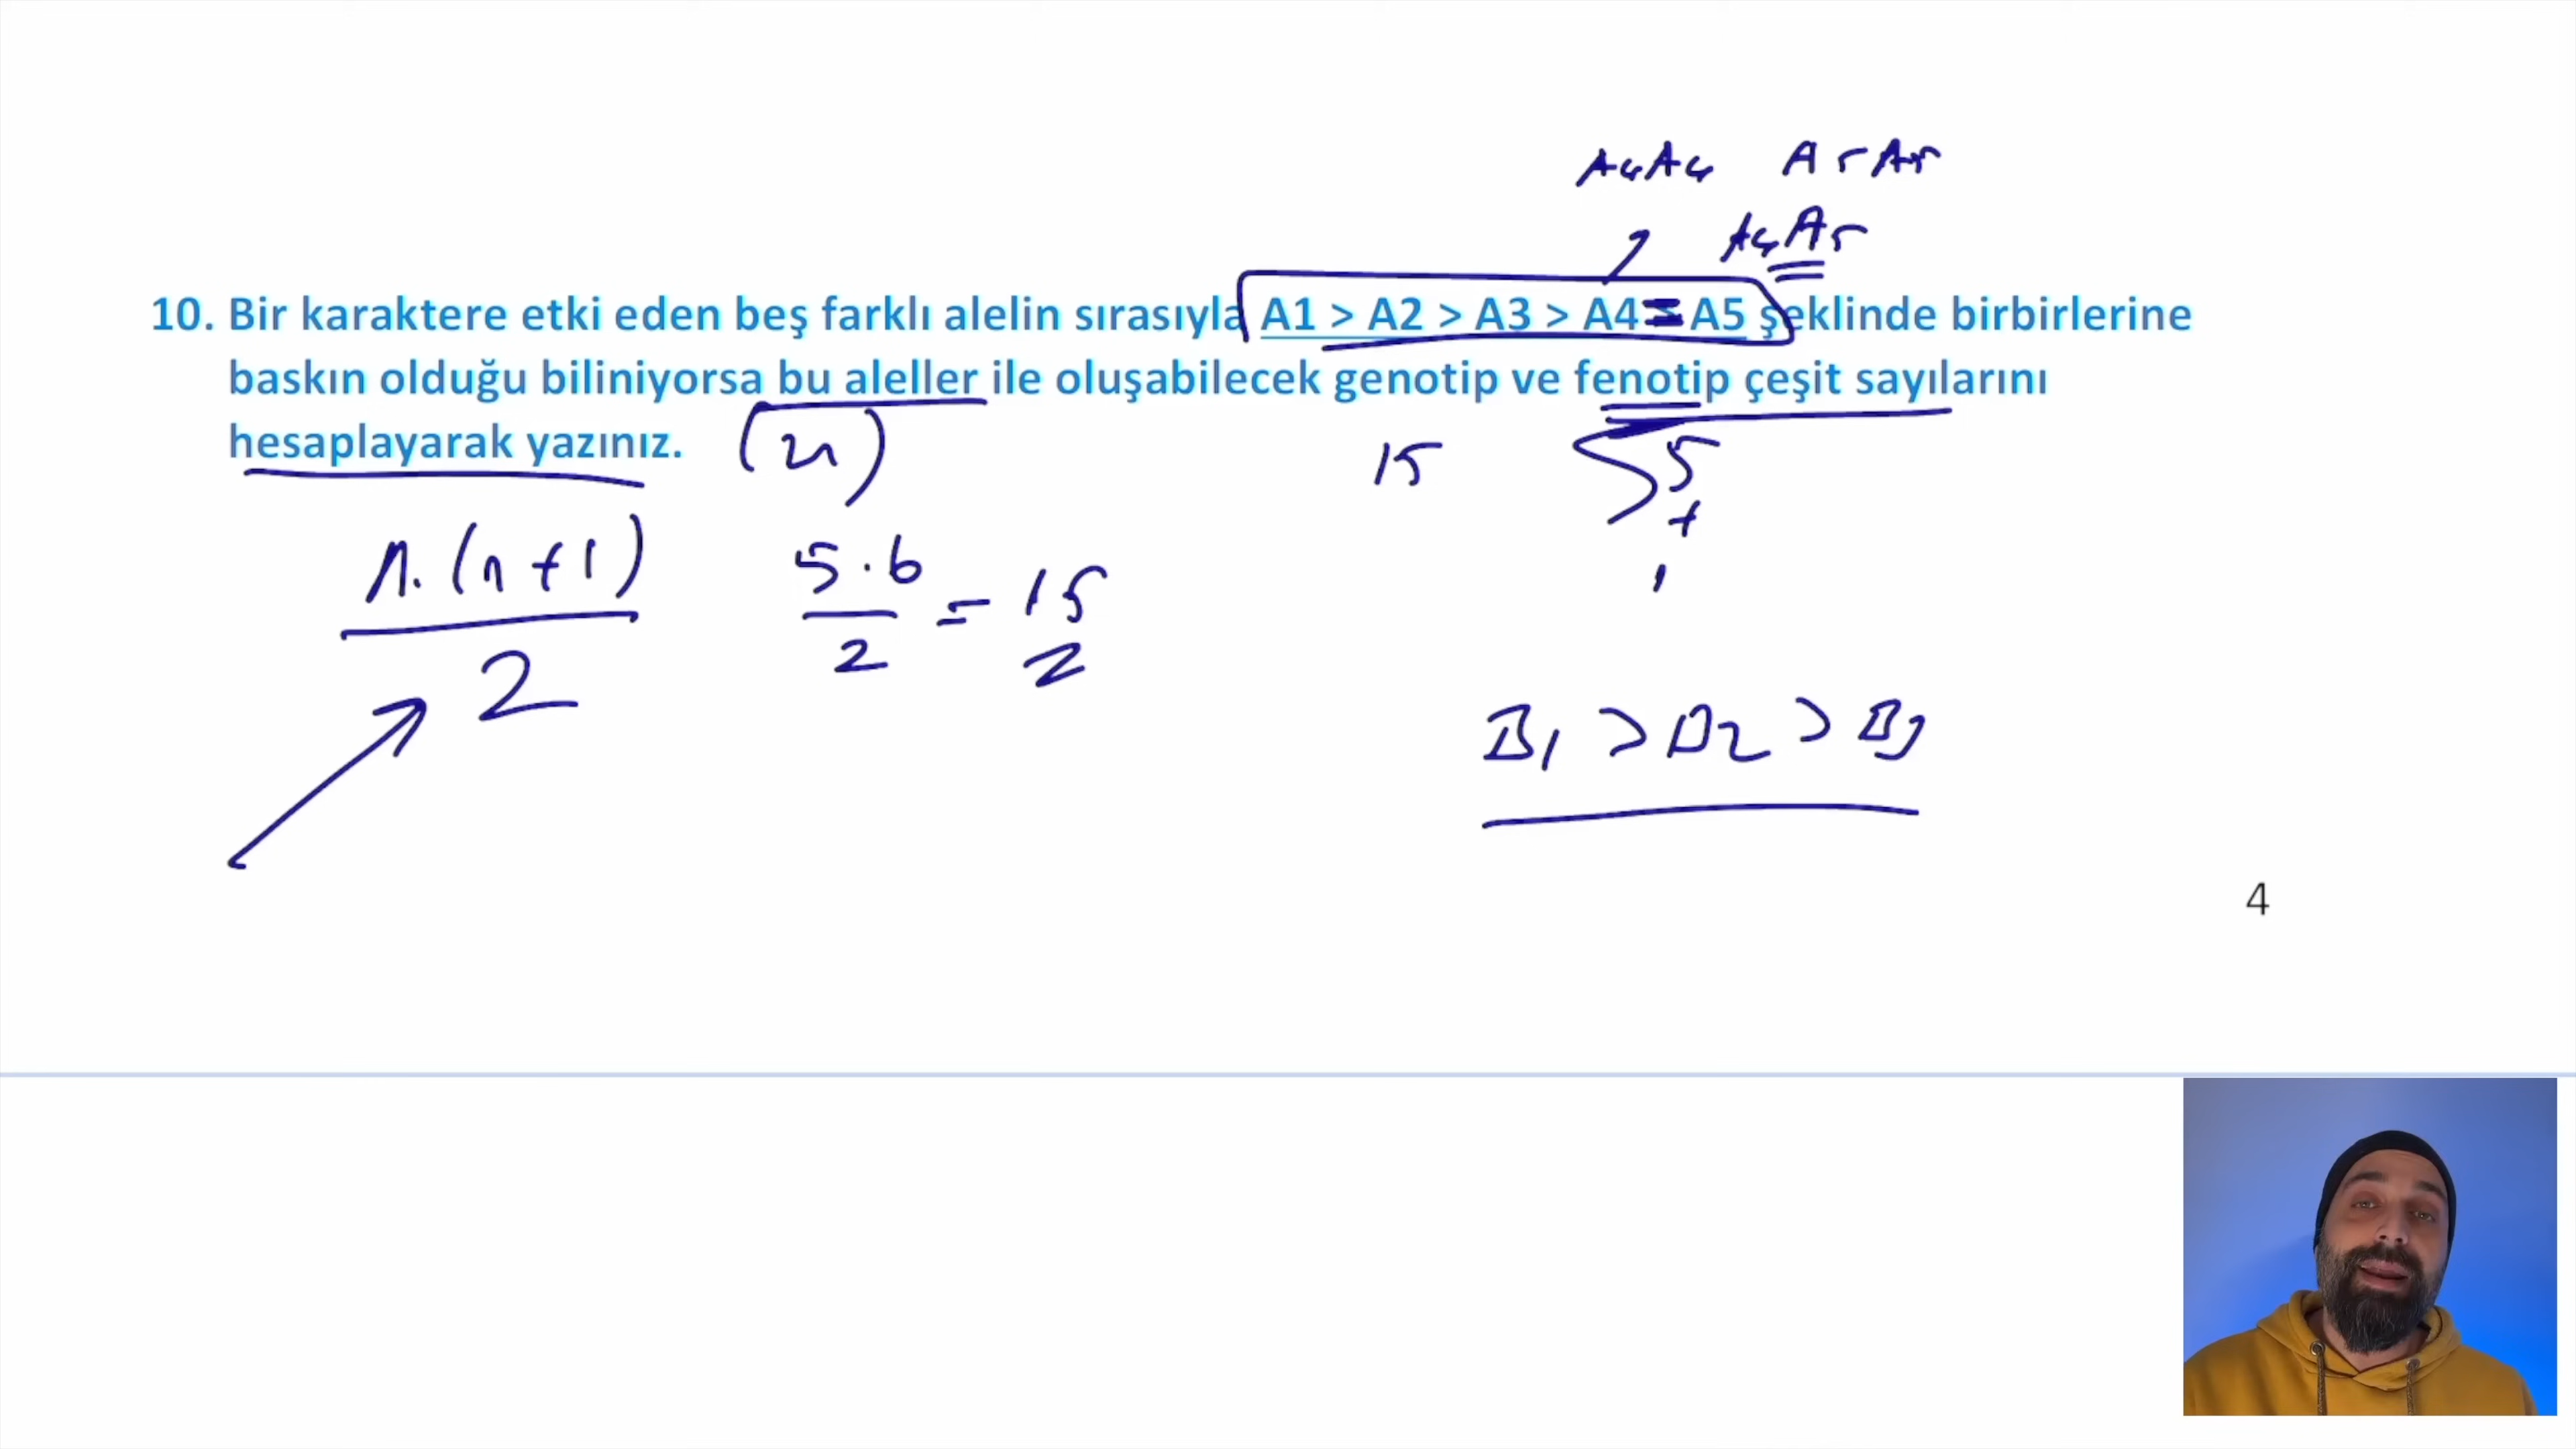 A4A4 A5A5
A4A5
10. Bir karaktere etki eden beş farklı alelin sırasıyla A1 > A2 > A3 > A4 = A5 şeklinde birbirlerine
baskın olduğu biliniyorsa bu aleller ile oluşabilecek genotip ve fenotip çeşit sayılarını
hesaplayarak yazınız. (n) 15 5
+
1
n.(n+1) 5.6 = 15
2 2
B1 > B2 > B3
4